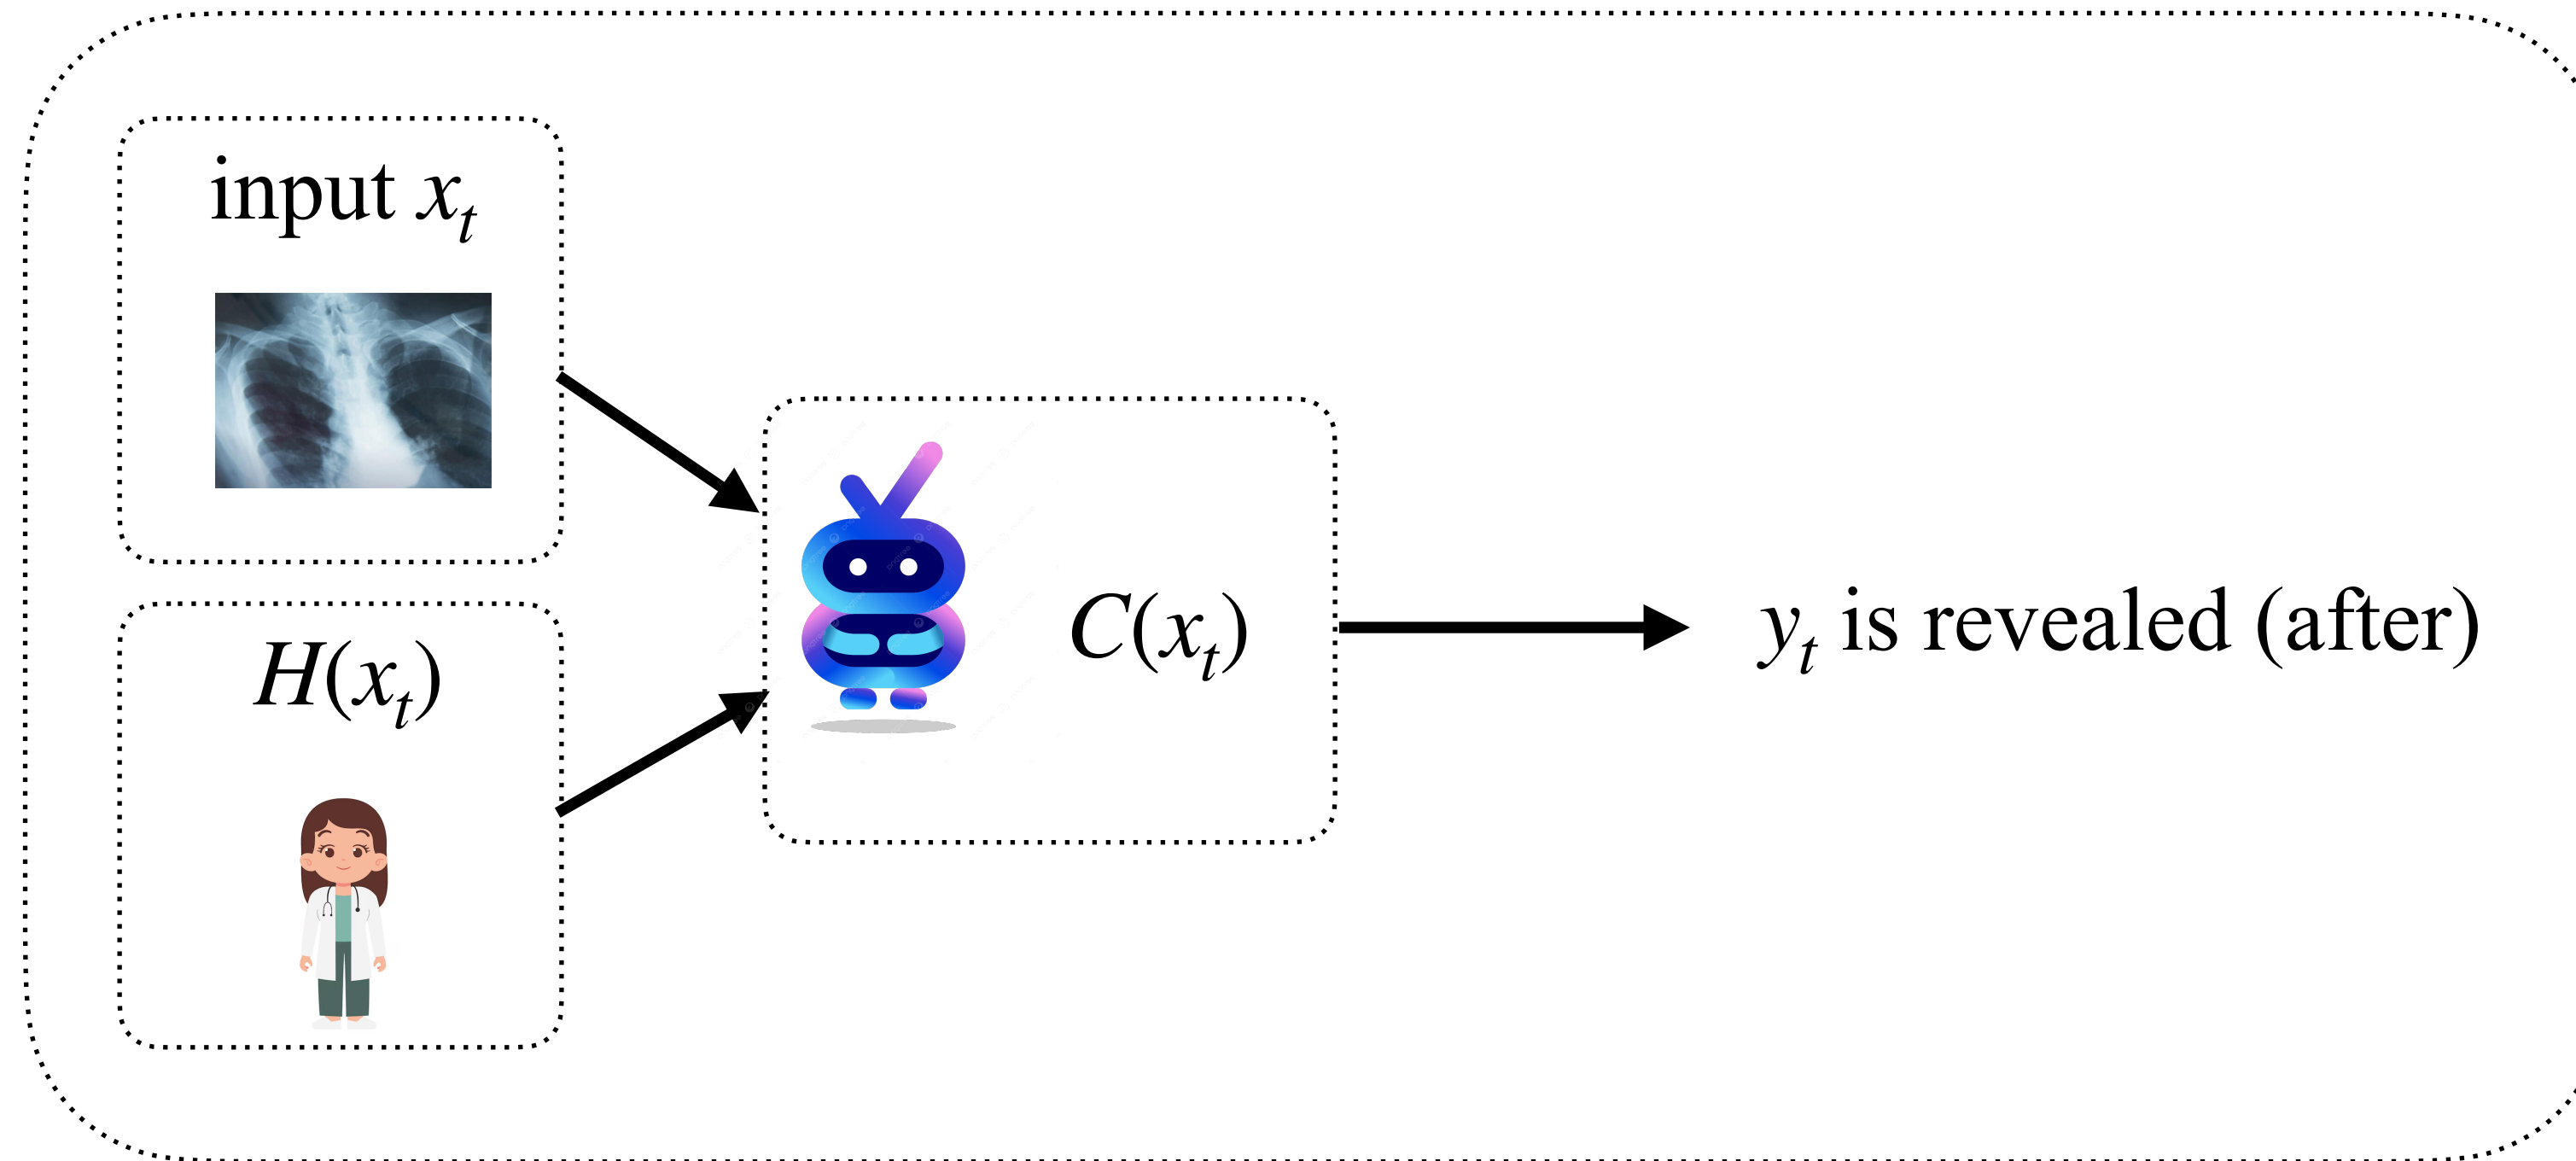 input x_t
H(x_t)
C(x_t)
y_t is revealed (after)